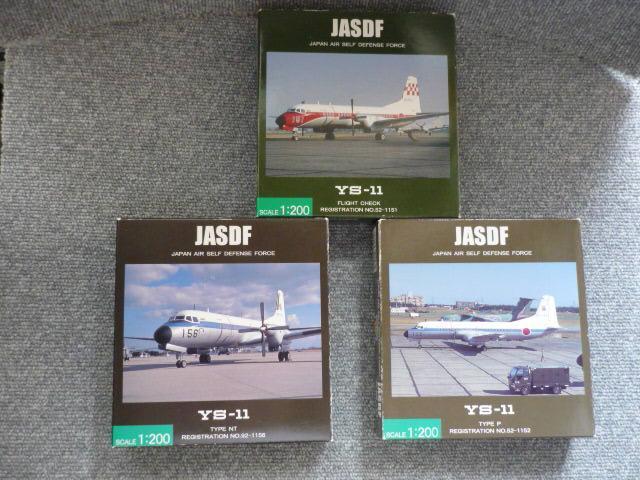 JASDF
JAPAN AIR SELF DEFENSE FORCE
YS-11
FLIGHT CHECK
REGISTRATION NO.52-1151
SCALE 1:200
JASDF
JAPAN AIR SELF DEFENSE FORCE
156
YS-11
TYPE NT
REGISTRATION NO.92-1156
SCALE 1:200
JASDF
JAPAN AIR SELF DEFENSE FORCE
YS-11
TYPE P
REGISTRATION NO.52-1152
SCALE 1:200